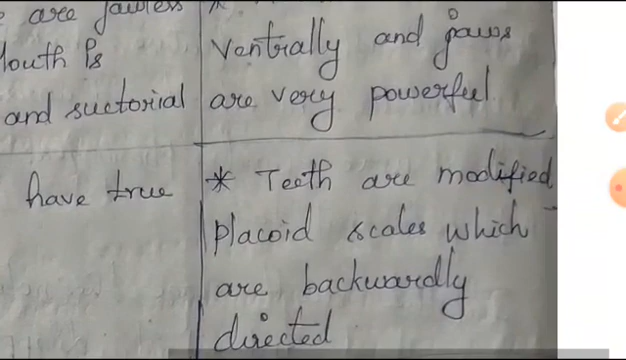 are jawless
Mouth is
and suctorial
Ventrally and jaws
are very powerful
have true
* Teeth are modified
placoid scales which
are backwardly
directed